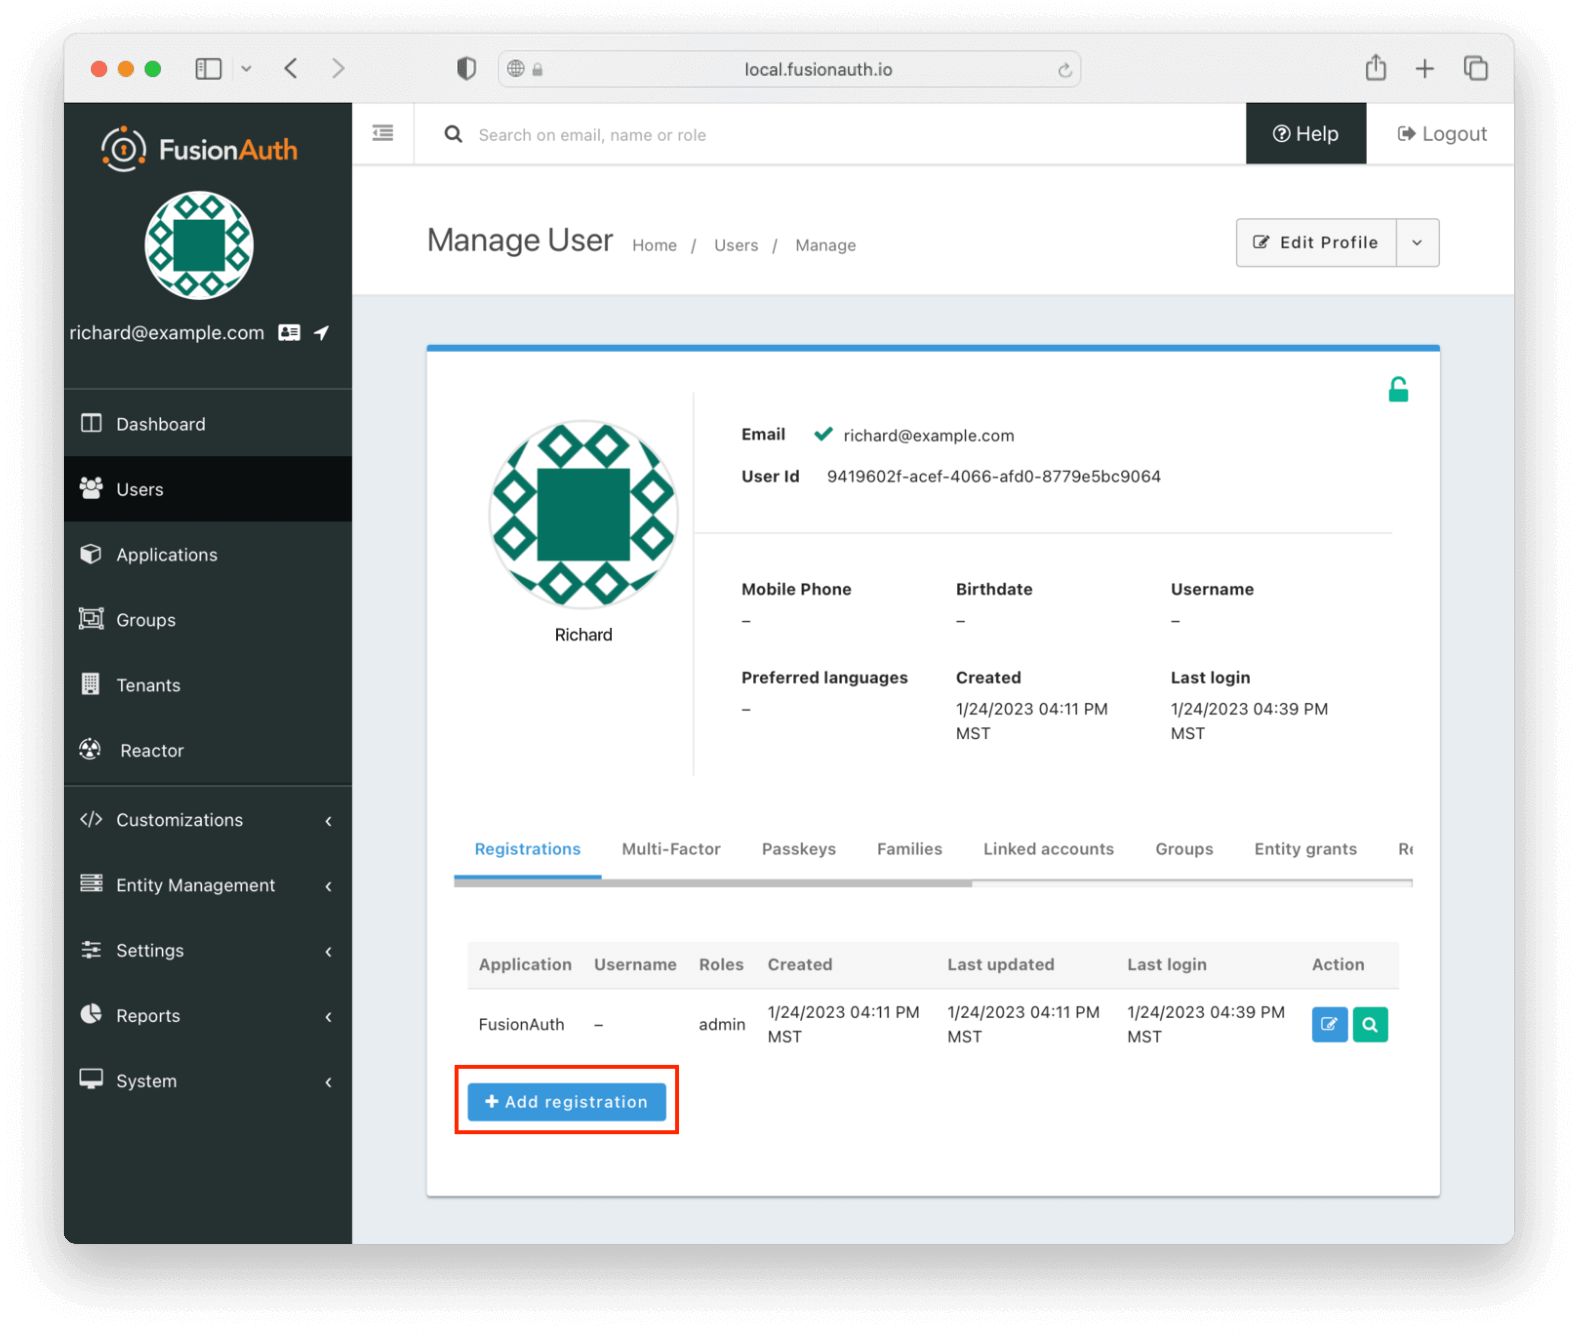 local.fusionauth.io
FusionAuth
Search on email, name or role
Help
Logout
richard@example.com
Manage User
Home / Users / Manage
Edit Profile
Dashboard
Users
Applications
Groups
Tenants
Reactor
Customizations
Entity Management
Settings
Reports
System
Richard
Email richard@example.com
User Id 9419602f-acef-4066-afd0-8779e5bc9064
Mobile Phone Birthdate Username
– – –
Preferred languages Created Last login
– 1/24/2023 04:11 PM 1/24/2023 04:39 PM
MST MST
Registrations Multi-Factor Passkeys Families Linked accounts Groups Entity grants
Application Username Roles Created Last updated Last login Action
FusionAuth – admin 1/24/2023 04:11 PM 1/24/2023 04:11 PM 1/24/2023 04:39 PM
MST MST MST
+ Add registration